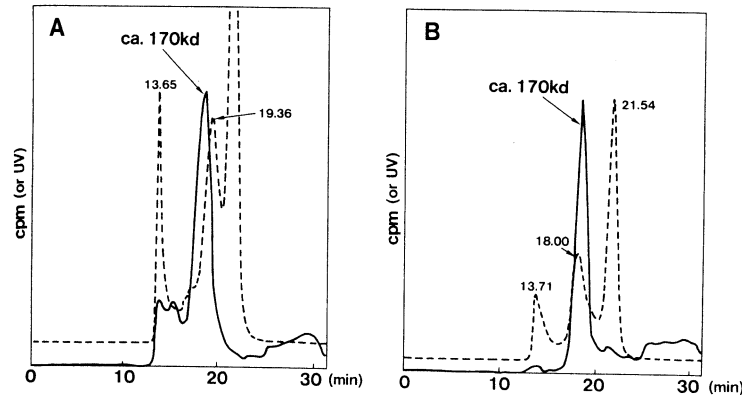 A
ca. 170kd
13.65
19.36
cpm (or UV)
0 10 20 30 (min)
B
ca. 170kd
21.54
18.00
13.71
cpm (or UV)
0 10 20 30 (min)